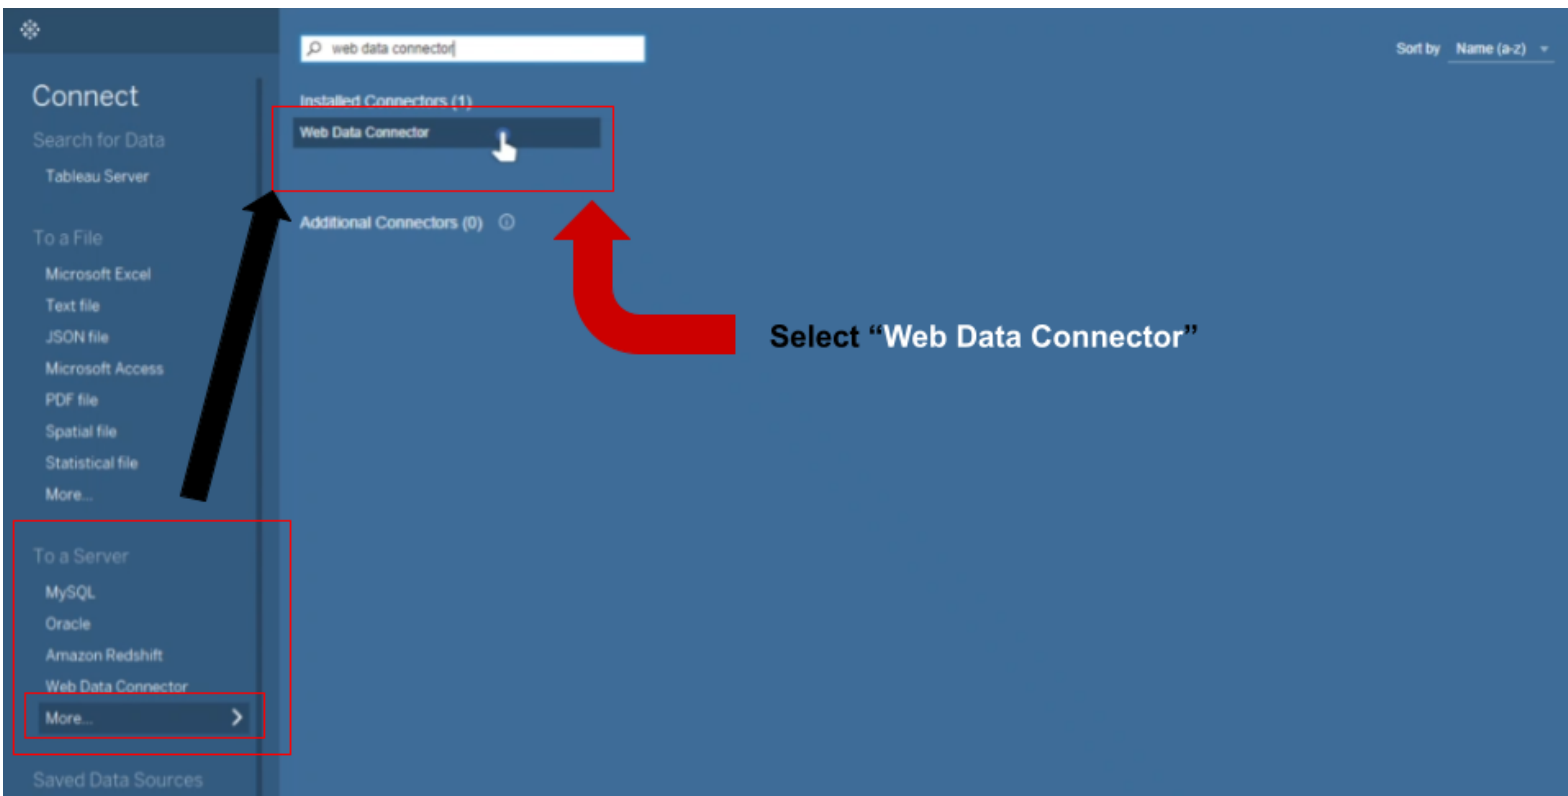 web data connector
Sort by Name (a-z)
Connect
Search for Data
Tableau Server
To a File
Microsoft Excel
Text file
JSON file
Microsoft Access
PDF file
Spatial file
Statistical file
More...
To a Server
MySQL
Oracle
Amazon Redshift
Web Data Connector
More...
Saved Data Sources
Installed Connectors (1)
Web Data Connector
Additional Connectors (0)
Select “Web Data Connector”